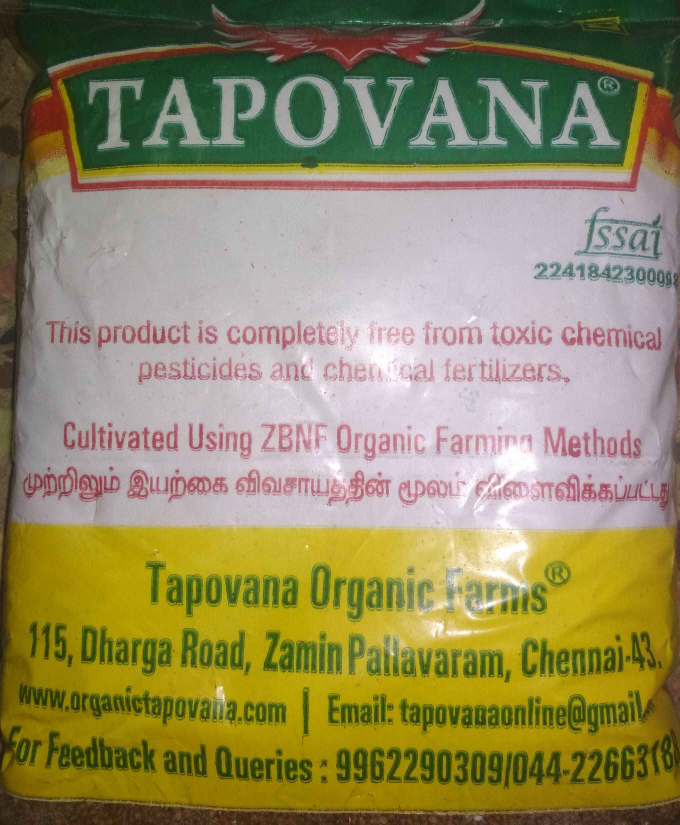 TAPOVANA®
fssai
22418423000098
This product is completely free from toxic chemical
pesticides and chemical fertilizers.
Cultivated Using ZBNF Organic Farming Methods
முற்றிலும் இயற்கை விவசாயத்தின் மூலம் விளைவிக்கப்பட்டது
Tapovana Organic Farms®
115, Dharga Road, Zamin Pallavaram, Chennai-43.
www.organictapovana.com | Email: tapovanaonline@gmail
For Feedback and Queries : 9962290309/044-2266318